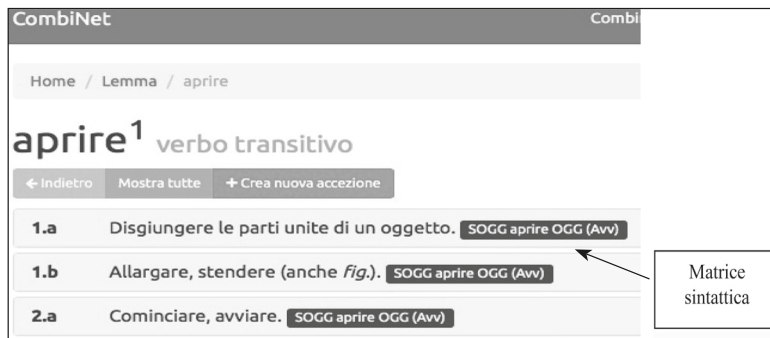 CombiNet Combi
Home / Lemma / aprire
aprire¹ verbo transitivo
← Indietro Mostra tutte + Crea nuova accezione
1.a Disgiungere le parti unite di un oggetto. SOGG aprire OGG (Avv)
1.b Allargare, stendere (anche fig.). SOGG aprire OGG (Avv)
2.a Cominciare, avviare. SOGG aprire OGG (Avv)
Matrice
sintattica